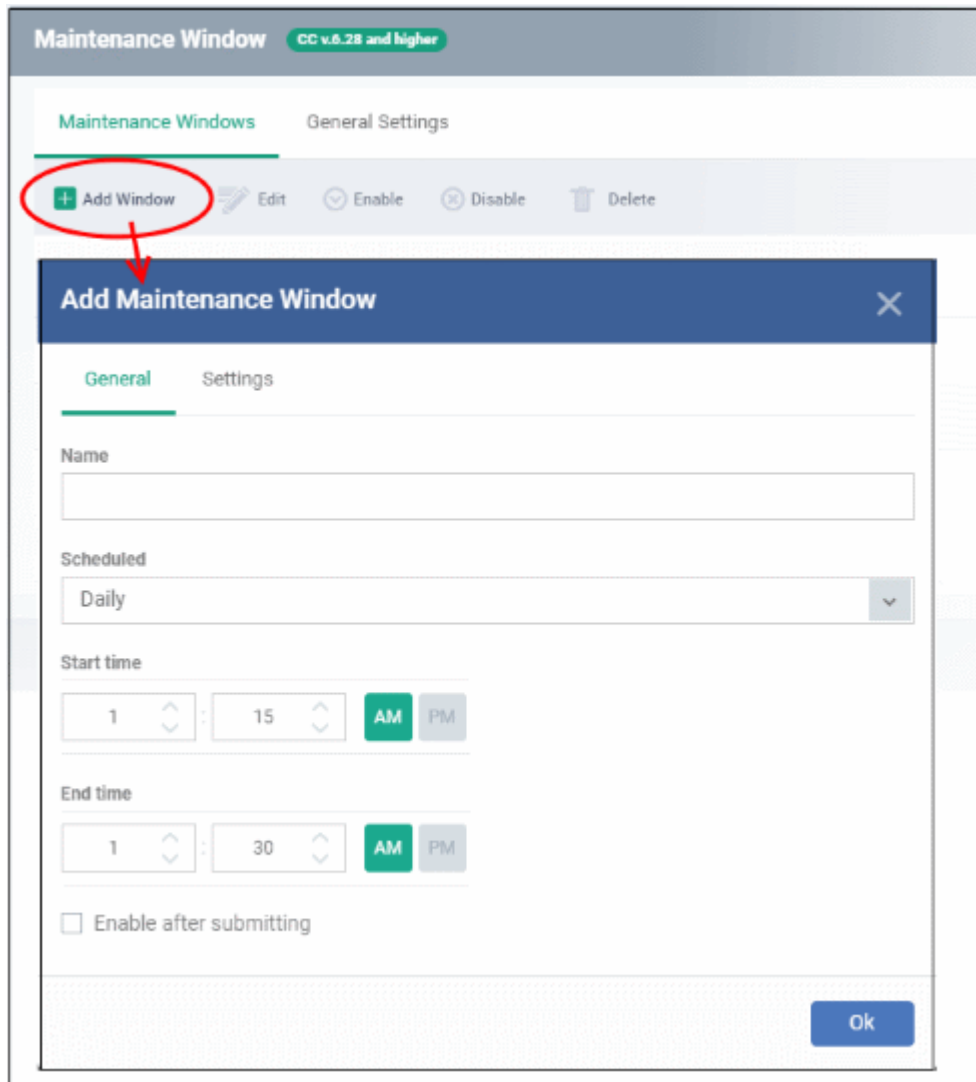 Maintenance Window CC v.6.28 and higher
Maintenance Windows General Settings
Add Window Edit Enable Disable Delete
Add Maintenance Window
General Settings
Name
Scheduled
Daily
Start time
1 : 15 AM PM
End time
1 : 30 AM PM
Enable after submitting
Ok